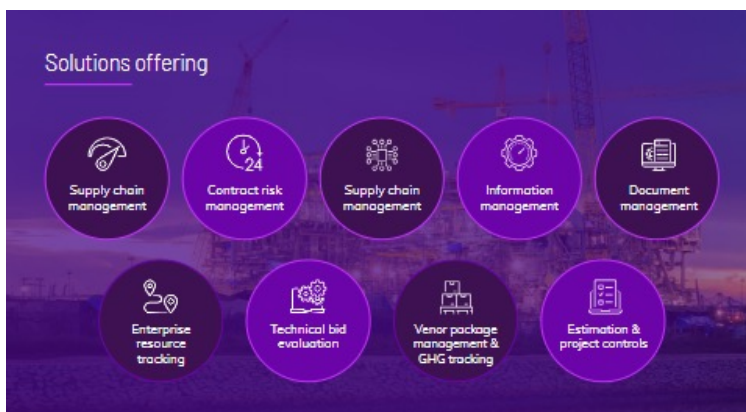 Solutions offering
Supply chain
management
Contract risk
management
24
Supply chain
management
Information
management
Document
management
Enterprise
resource
tracking
Technical bid
evaluation
Venor package
management &
GHG tracking
Estimation &
project controls